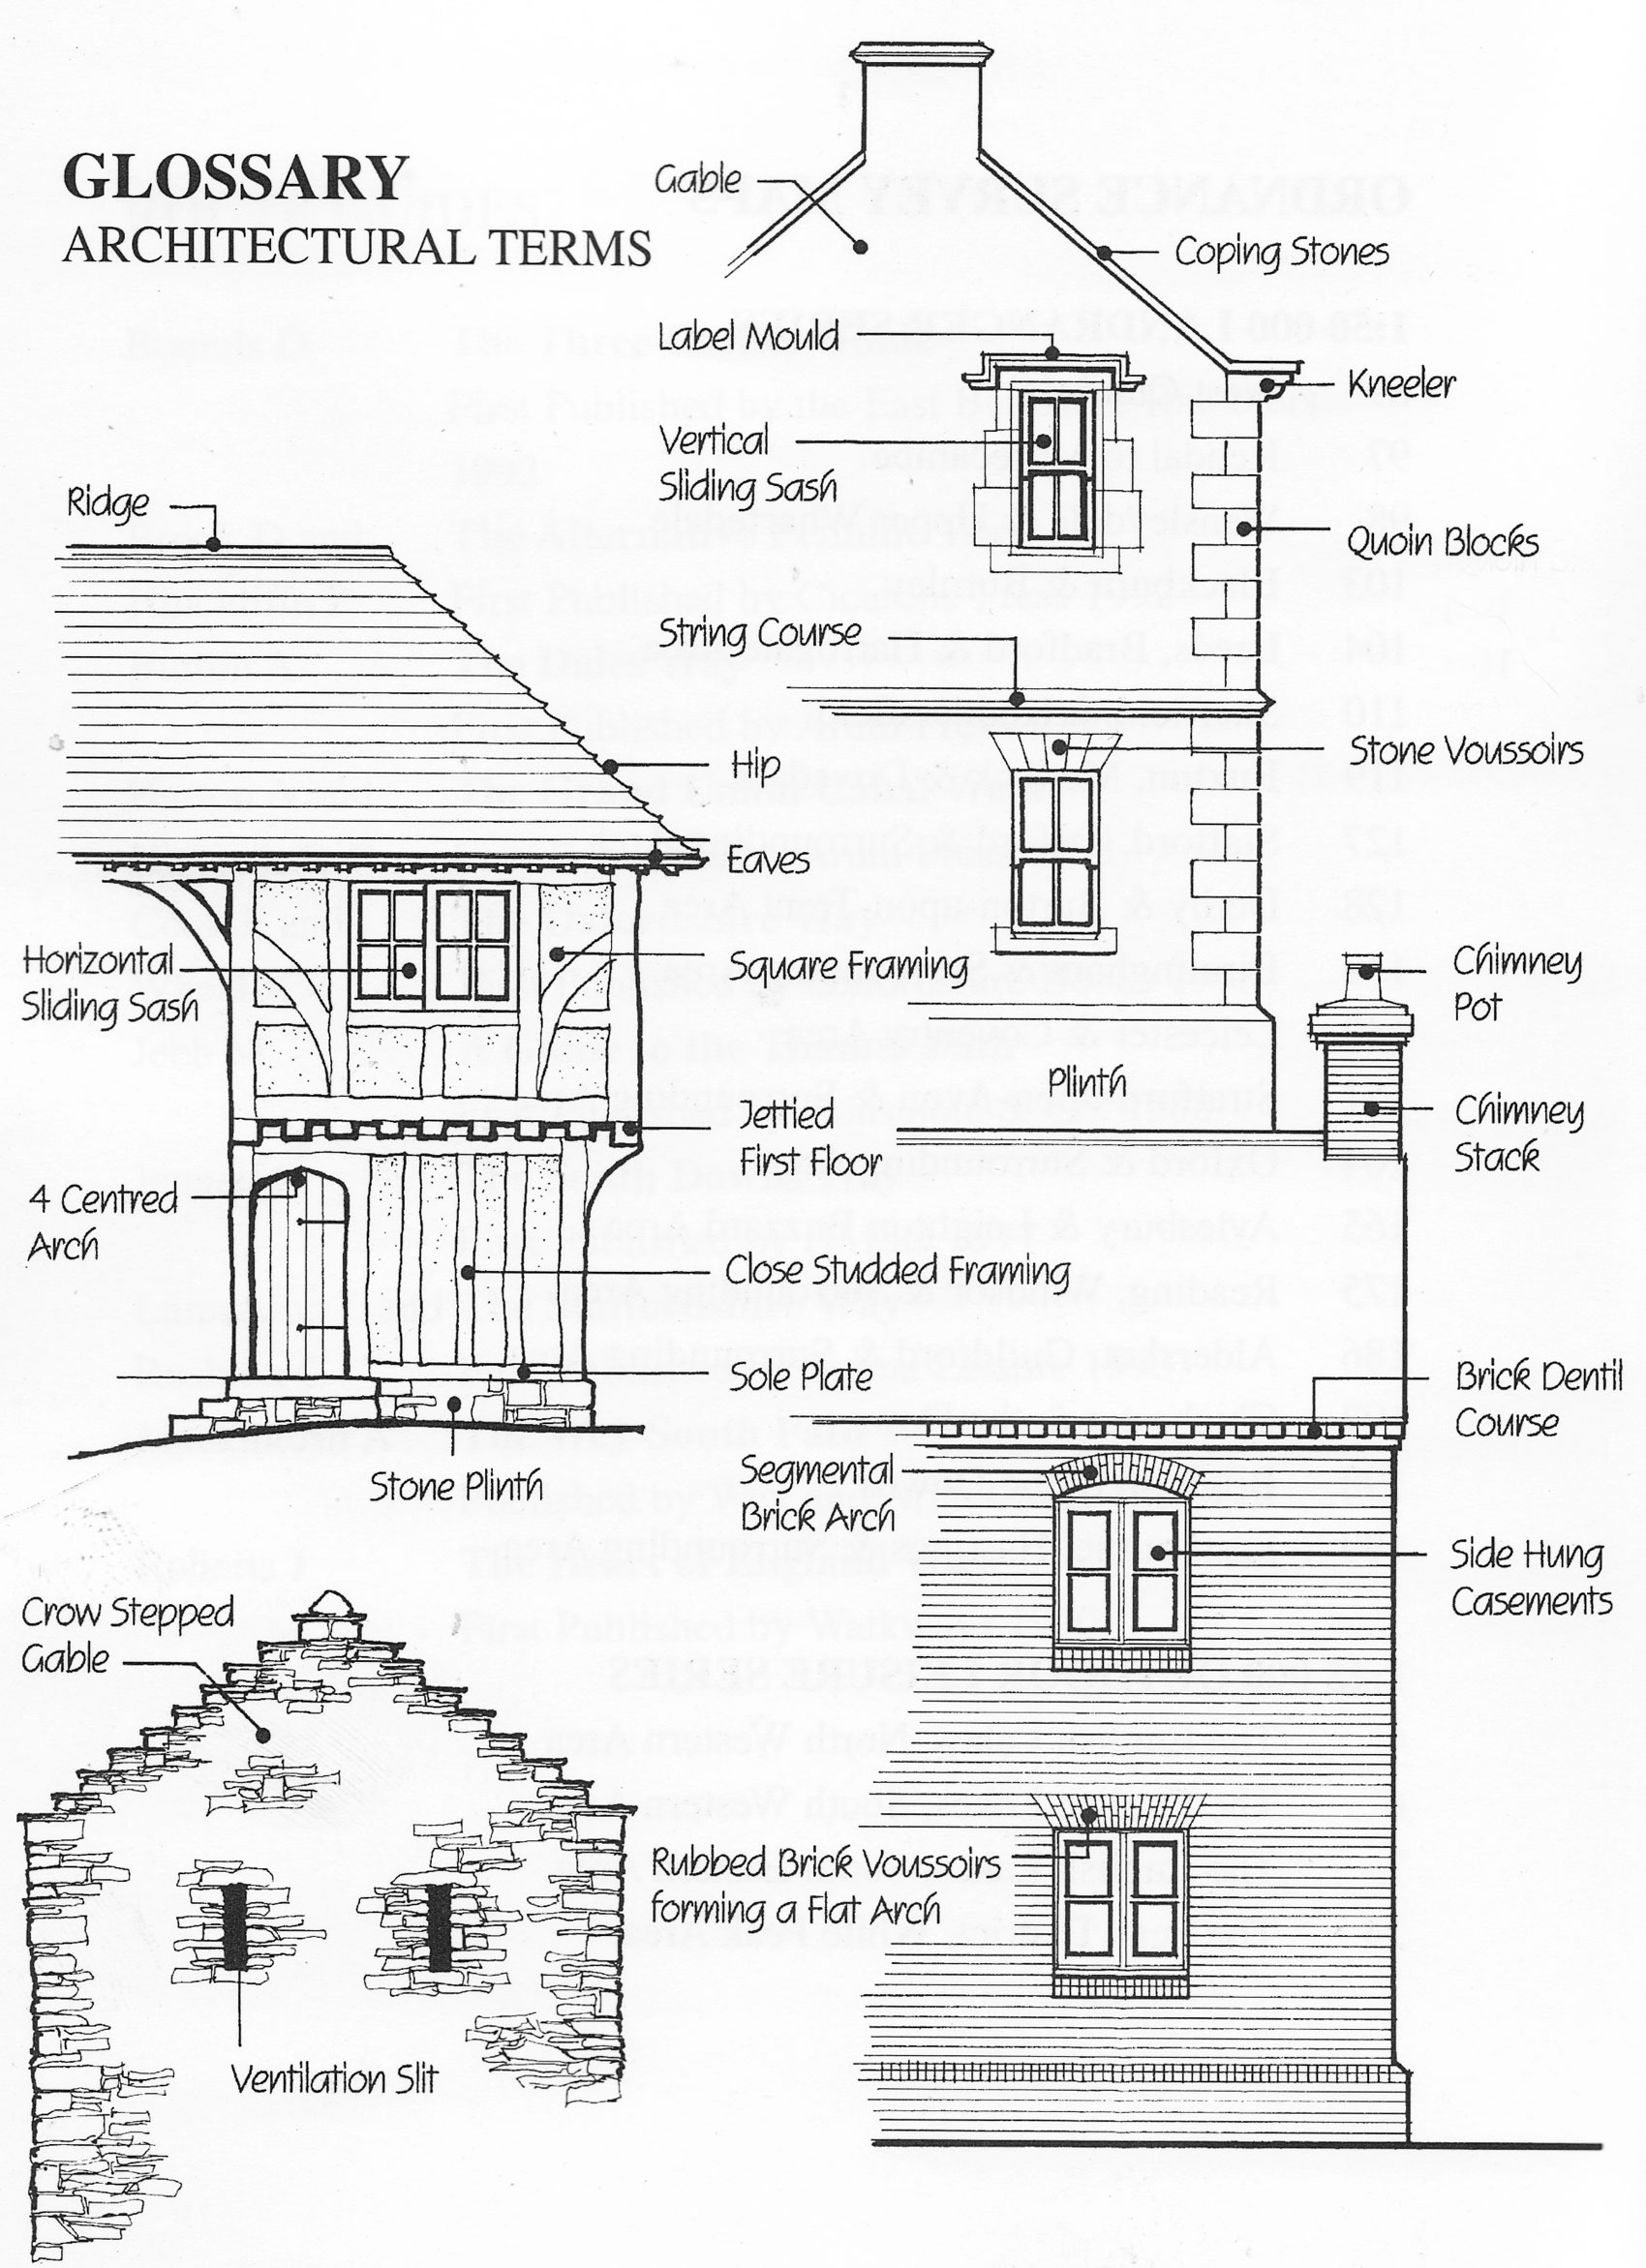 GLOSSARY
ARCHITECTURAL TERMS
Gable
Coping Stones
Label Mould
Kneeler
Vertical
Sliding Sash
Quoin Blocks
String Course
Stone Voussoirs
Ridge
Hip
Eaves
Horizontal
Sliding Sash
Square Framing
Chimney
Pot
Plinth
Chimney
Stack
Jettied
First Floor
4 Centred
Arch
Close Studded Framing
Sole Plate
Stone Plinth
Brick Dentil
Course
Segmental
Brick Arch
Side Hung
Casements
Crow Stepped
Gable
Rubbed Brick Voussoirs
forming a Flat Arch
Ventilation Slit